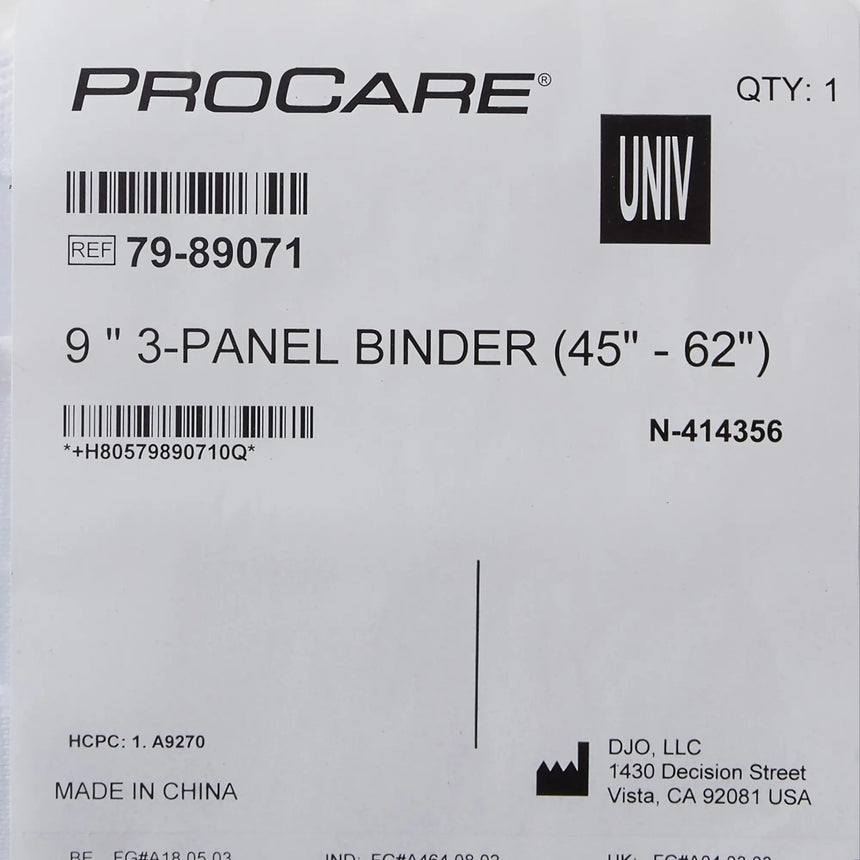 PROCARE®
QTY: 1
UNIV
REF 79-89071
9 " 3-PANEL BINDER (45" - 62")
*+H80579890710Q*
N-414356
HCPC: 1. A9270
MADE IN CHINA
DJO, LLC
1430 Decision Street
Vista, CA 92081 USA